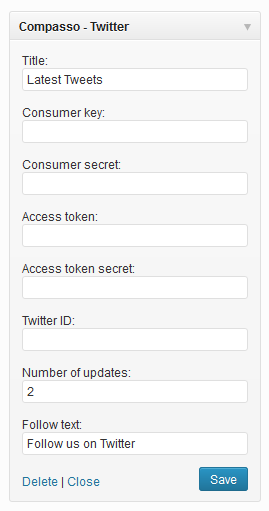 Compasso - Twitter
Title:
Latest Tweets
Consumer key:
Consumer secret:
Access token:
Access token secret:
Twitter ID:
Number of updates:
2
Follow text:
Follow us on Twitter
Delete | Close
Save